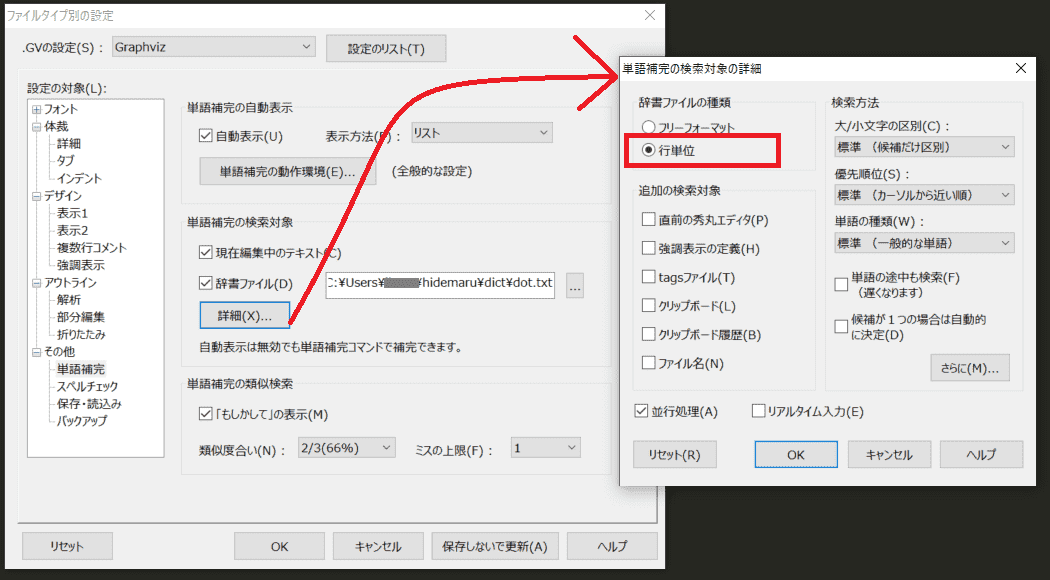 ファイルタイプ別の設定
.GVの設定(S)： Graphviz 設定のリスト(T)
設定の対象(L):
フォント
体裁
詳細
タブ
インデント
デザイン
表示1
表示2
複数行コメント
強調表示
アウトライン
解析
部分編集
折りたたみ
その他
単語補完
スペルチェック
保存・読込み
バックアップ
単語補完の自動表示
自動表示(U) 表示方法(P)： リスト
単語補完の動作環境(E)... (全般的な設定)
単語補完の検索対象
現在編集中のテキスト(C)
辞書ファイル(D) C:¥Users¥ ¥hidemaru¥dict¥dot.txt ...
詳細(X)...
自動表示は無効でも単語補完コマンドで補完できます。
単語補完の類似検索
「もしかして」の表示(M)
類似度合い(N)： 2/3(66%) ミスの上限(F)： 1
リセット OK キャンセル 保存しないで更新(A) ヘルプ
単語補完の検索対象の詳細
辞書ファイルの種類
フリーフォーマット
行単位
追加の検索対象
直前の秀丸エディタ(P)
強調表示の定義(H)
tagsファイル(T)
クリップボード(L)
クリップボード履歴(B)
ファイル名(N)
検索方法
大/小文字の区別(C)：
標準 （候補だけ区別）
優先順位(S)：
標準 （カーソルから近い順）
単語の種類(W)：
標準 （一般的な単語）
単語の途中も検索(F)
（遅くなります）
候補が１つの場合は自動的
に決定(D)
さらに(M)...
並行処理(A) リアルタイム入力(E)
リセット(R) OK キャンセル ヘルプ